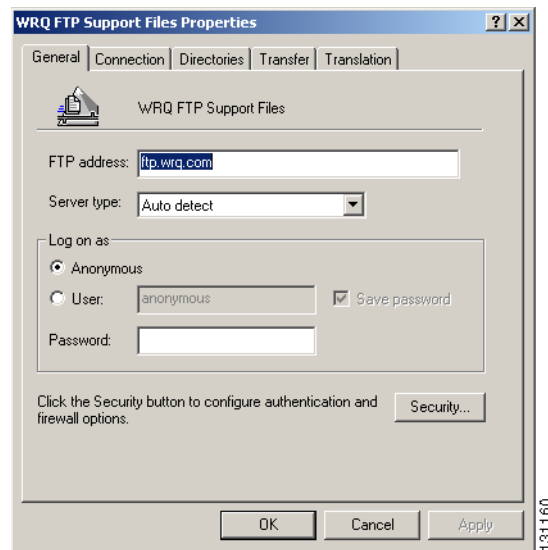 WRQ FTP Support Files Properties
General Connection Directories Transfer Translation
WRQ FTP Support Files
FTP address: ftp.wrq.com
Server type: Auto detect
Log on as
Anonymous
User: anonymous Save password
Password:
Click the Security button to configure authentication and
firewall options.
Security...
OK Cancel Apply
131160